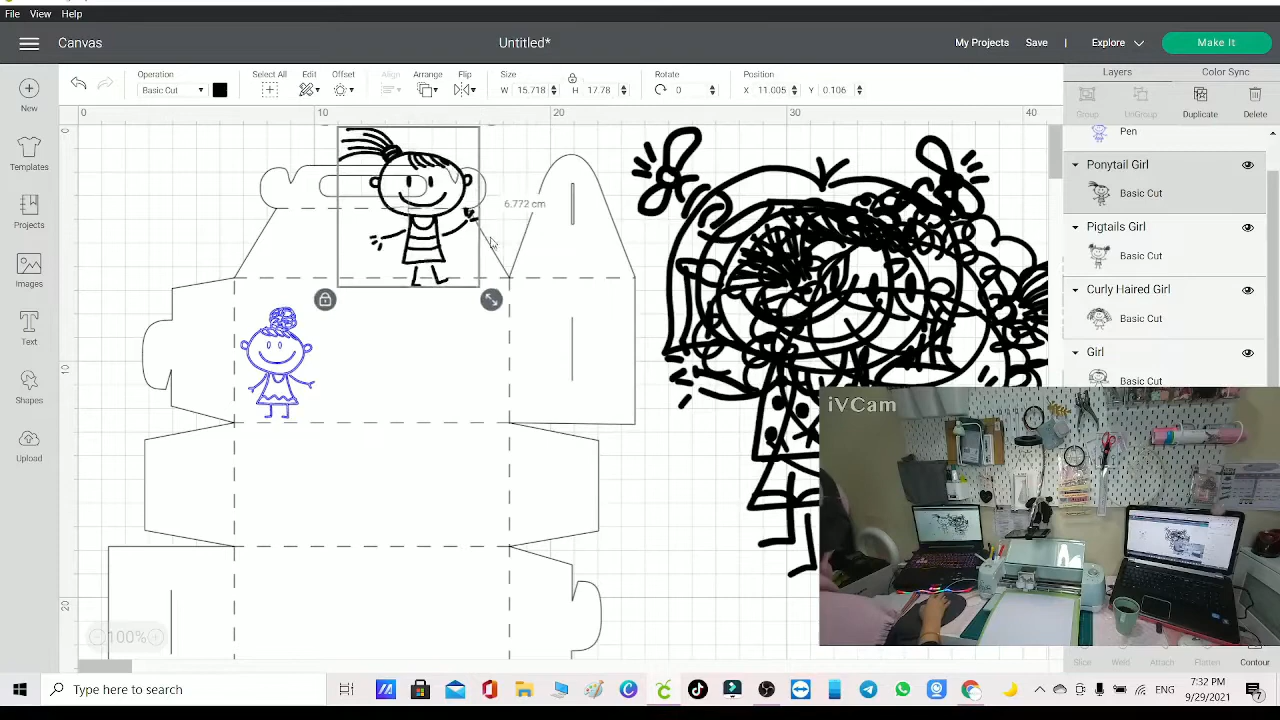 File View Help
Canvas
Untitled*
My Projects Save | Explore Make It
Operation
Basic Cut
Select All
Edit
Offset
Align
Arrange
Flip
Size
W 15.718
H 17.78
Rotate
0
Position
X 11.005
Y 0.106
Layers Color Sync
Group UnGroup Duplicate Delete
New
Templates
Projects
Images
Text
Shapes
Upload
0 10 20 30 40
0
10
20
6.772 cm
100%
Pen
Ponytail Girl
Basic Cut
Pigtails Girl
Basic Cut
Curly Haired Girl
Basic Cut
Girl
Basic Cut
iVCam
Slice Weld Attach Flatten Contour
Type here to search
ENG
7:32 PM
9/29/2021